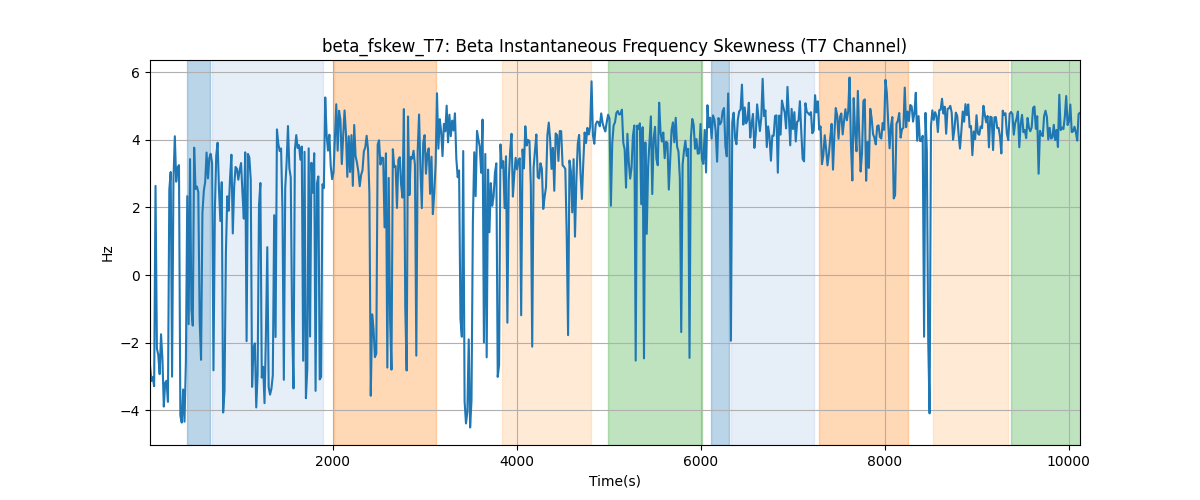 beta_fskew_T7: Beta Instantaneous Frequency Skewness (T7 Channel)
6
4
2
0
−2
−4
Hz
2000 4000 6000 8000 10000
Time(s)